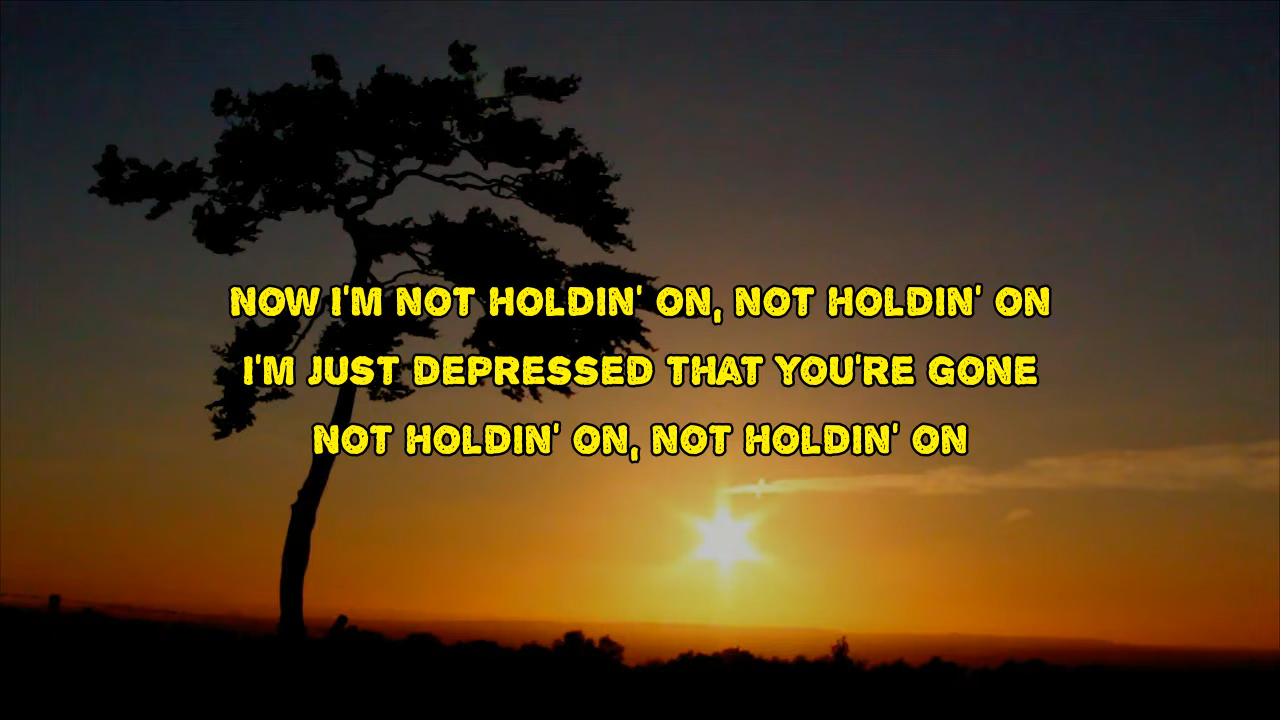 NOW I'M NOT HOLDIN' ON, NOT HOLDIN' ON
I'M JUST DEPRESSED THAT YOU'RE GONE
NOT HOLDIN' ON, NOT HOLDIN' ON